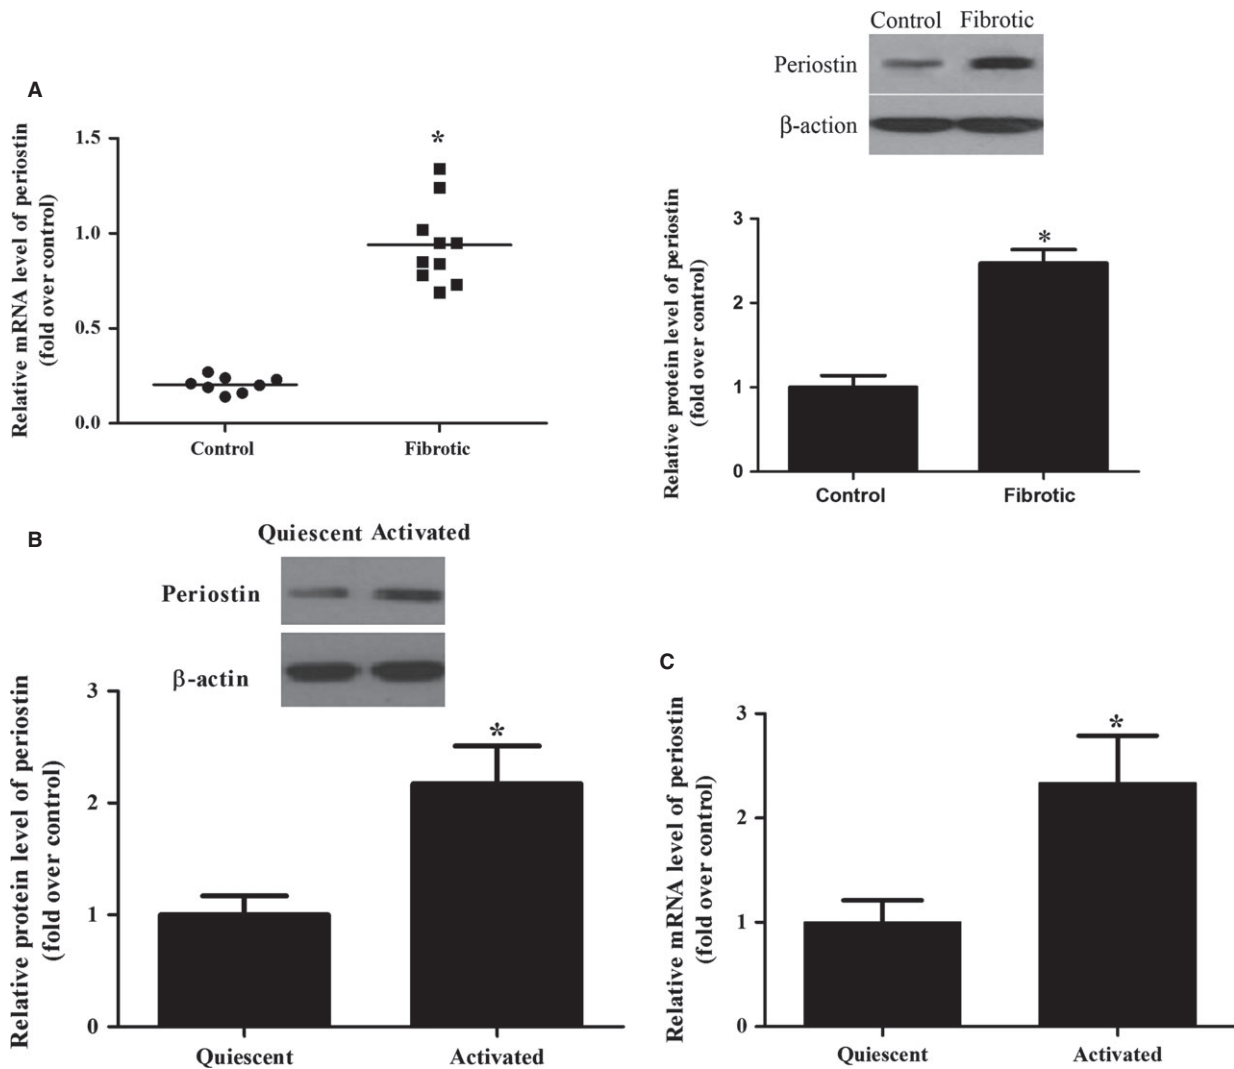 A
Relative mRNA level of periostin
(fold over control)
1.5
1.0
0.5
0.0
*
Control
Fibrotic
Control Fibrotic
Periostin
β-action
Relative protein level of periostin
(fold over control)
3
2
1
0
*
Control
Fibrotic
B
Quiescent Activated
Periostin
β-actin
Relative protein level of periostin
(fold over control)
3
2
1
0
*
Quiescent
Activated
C
Relative mRNA level of periostin
(fold over control)
3
2
1
0
*
Quiescent
Activated